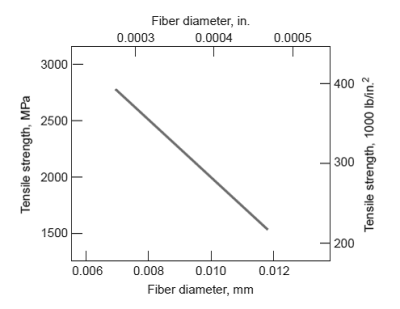 Fiber diameter, in.
0.0003 0.0004 0.0005
3000
2500
2000
1500
Tensile strength, MPa
400
300
200
Tensile strength, 1000 lb/in.²
0.006 0.008 0.010 0.012
Fiber diameter, mm